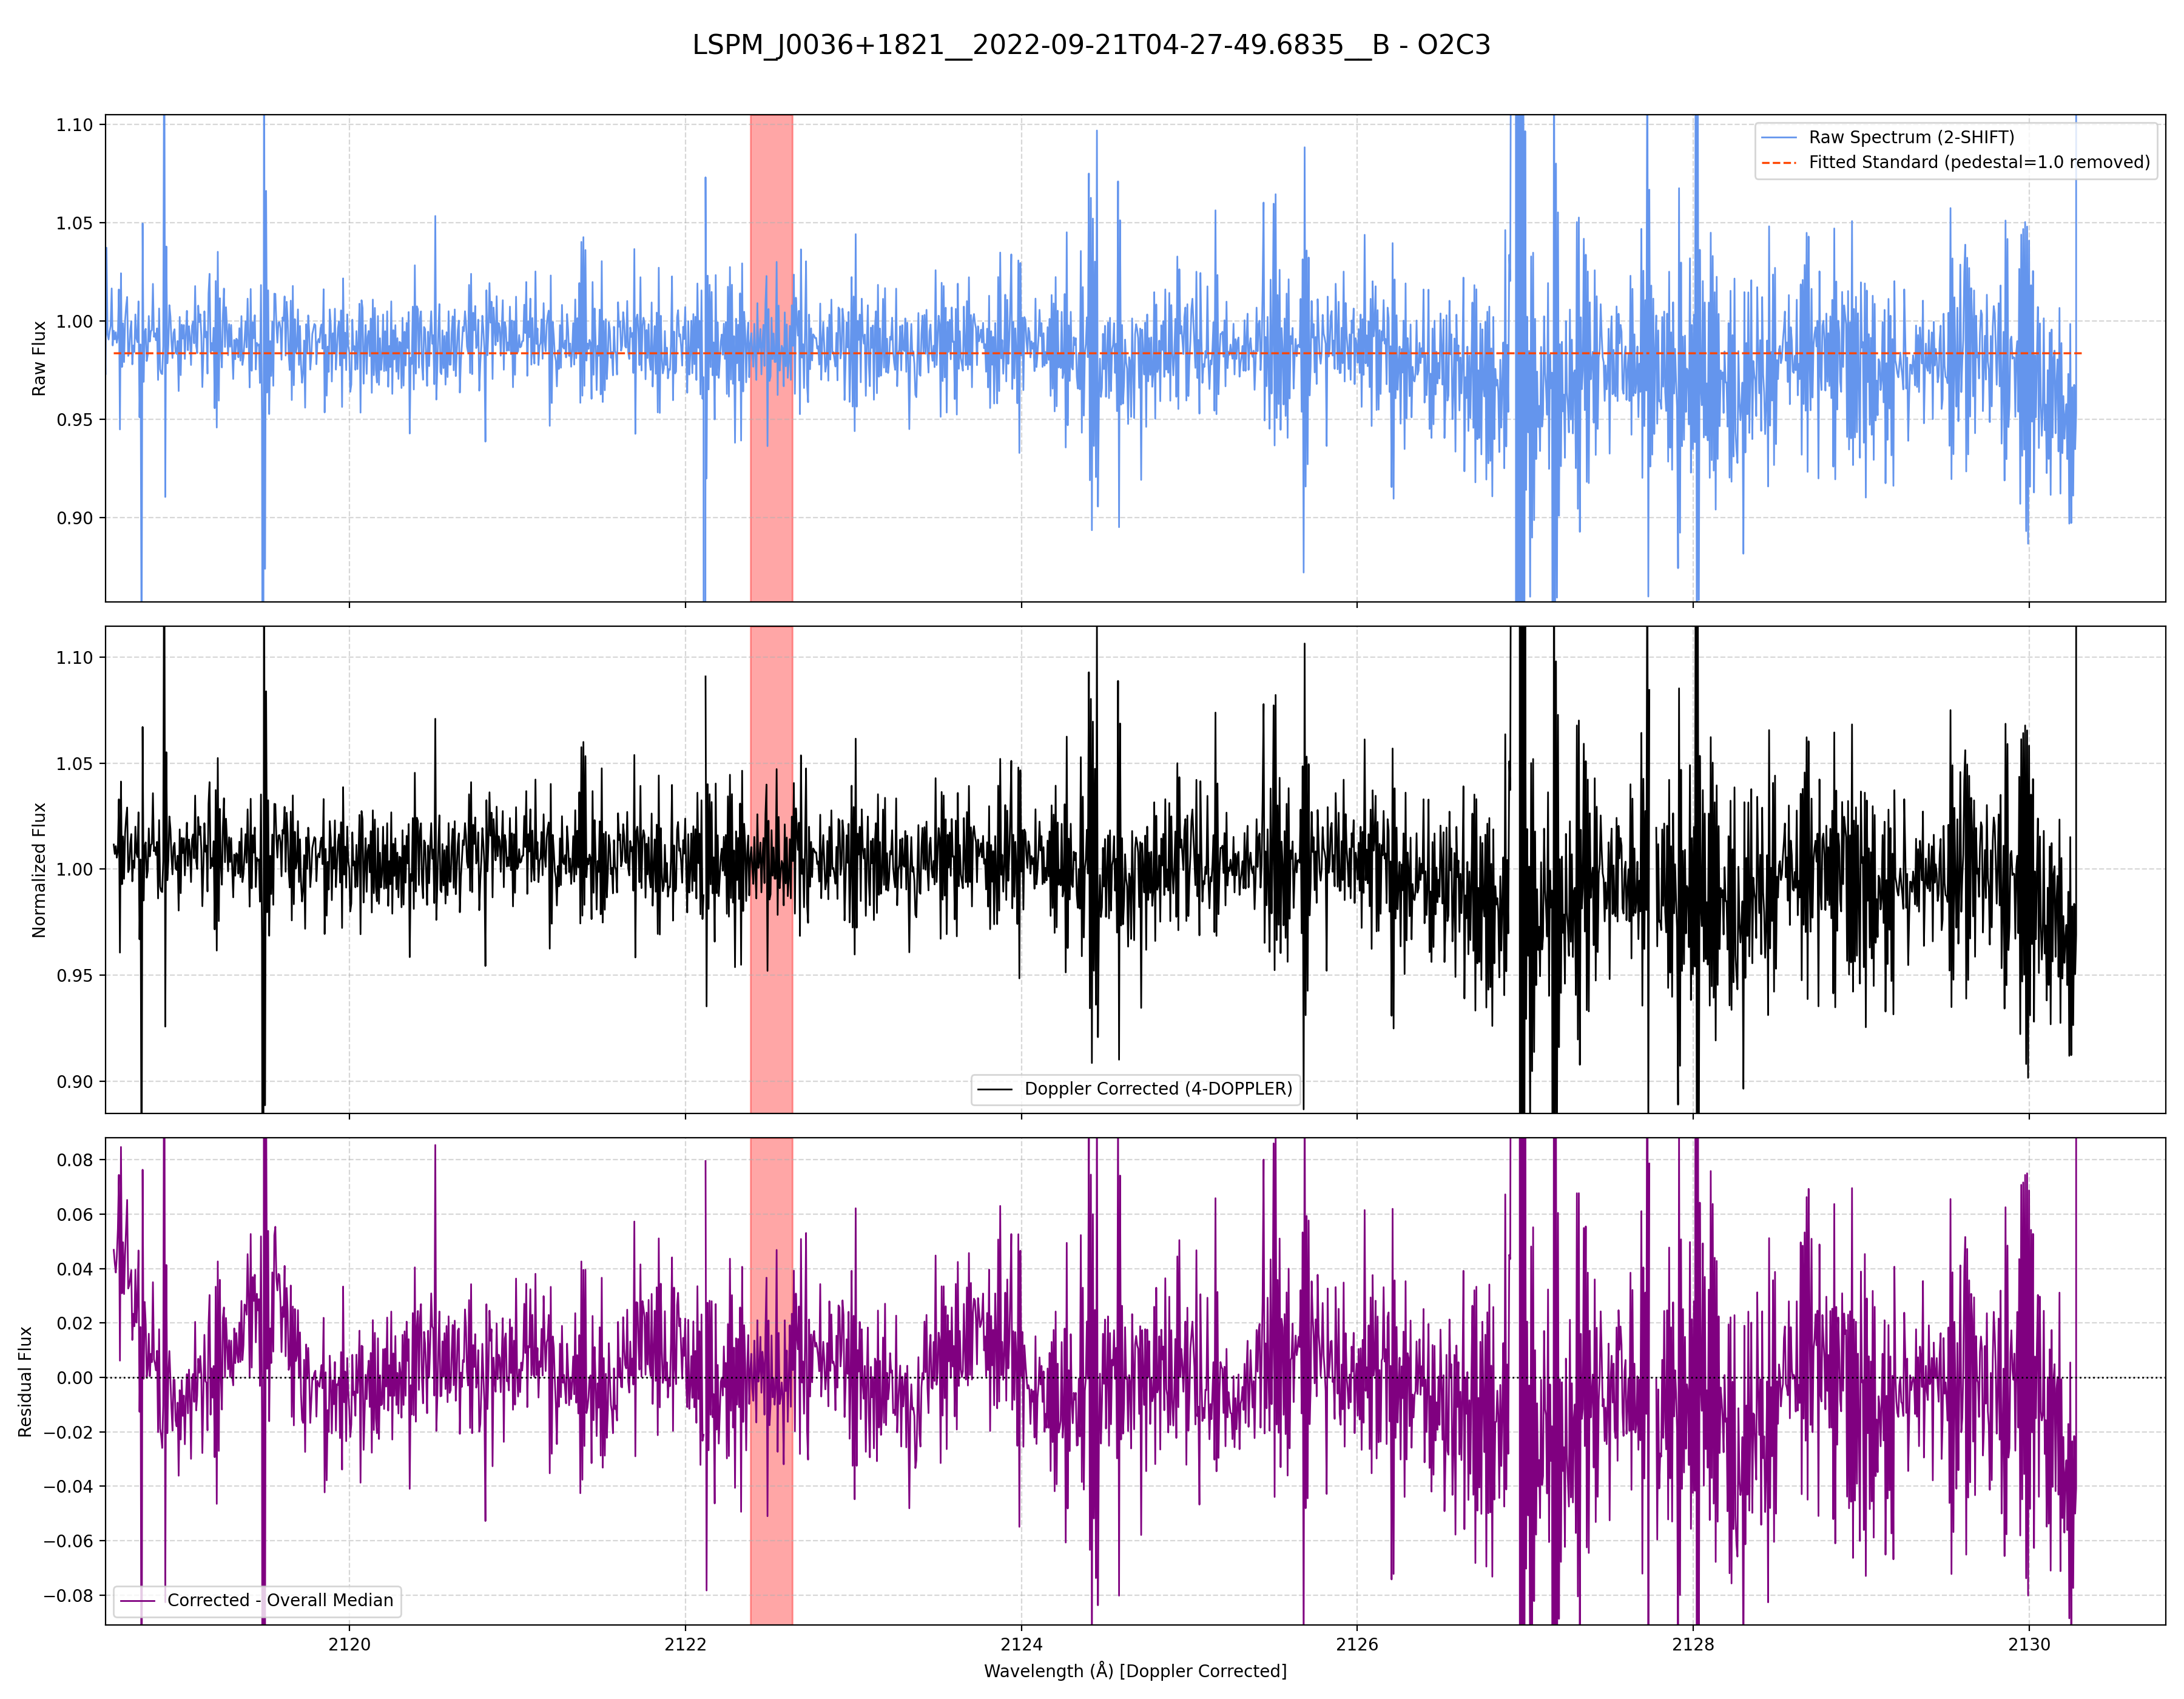 LSPM_J0036+1821__2022-09-21T04-27-49.6835__B - O2C3
1.10
1.05
1.00
0.95
0.90
Raw Flux
Raw Spectrum (2-SHIFT)
Fitted Standard (pedestal=1.0 removed)
1.10
1.05
1.00
0.95
0.90
Normalized Flux
Doppler Corrected (4-DOPPLER)
0.08
0.06
0.04
0.02
0.00
−0.02
−0.04
−0.06
−0.08
Residual Flux
Corrected - Overall Median
2120
2122
2124
2126
2128
2130
Wavelength (Å) [Doppler Corrected]